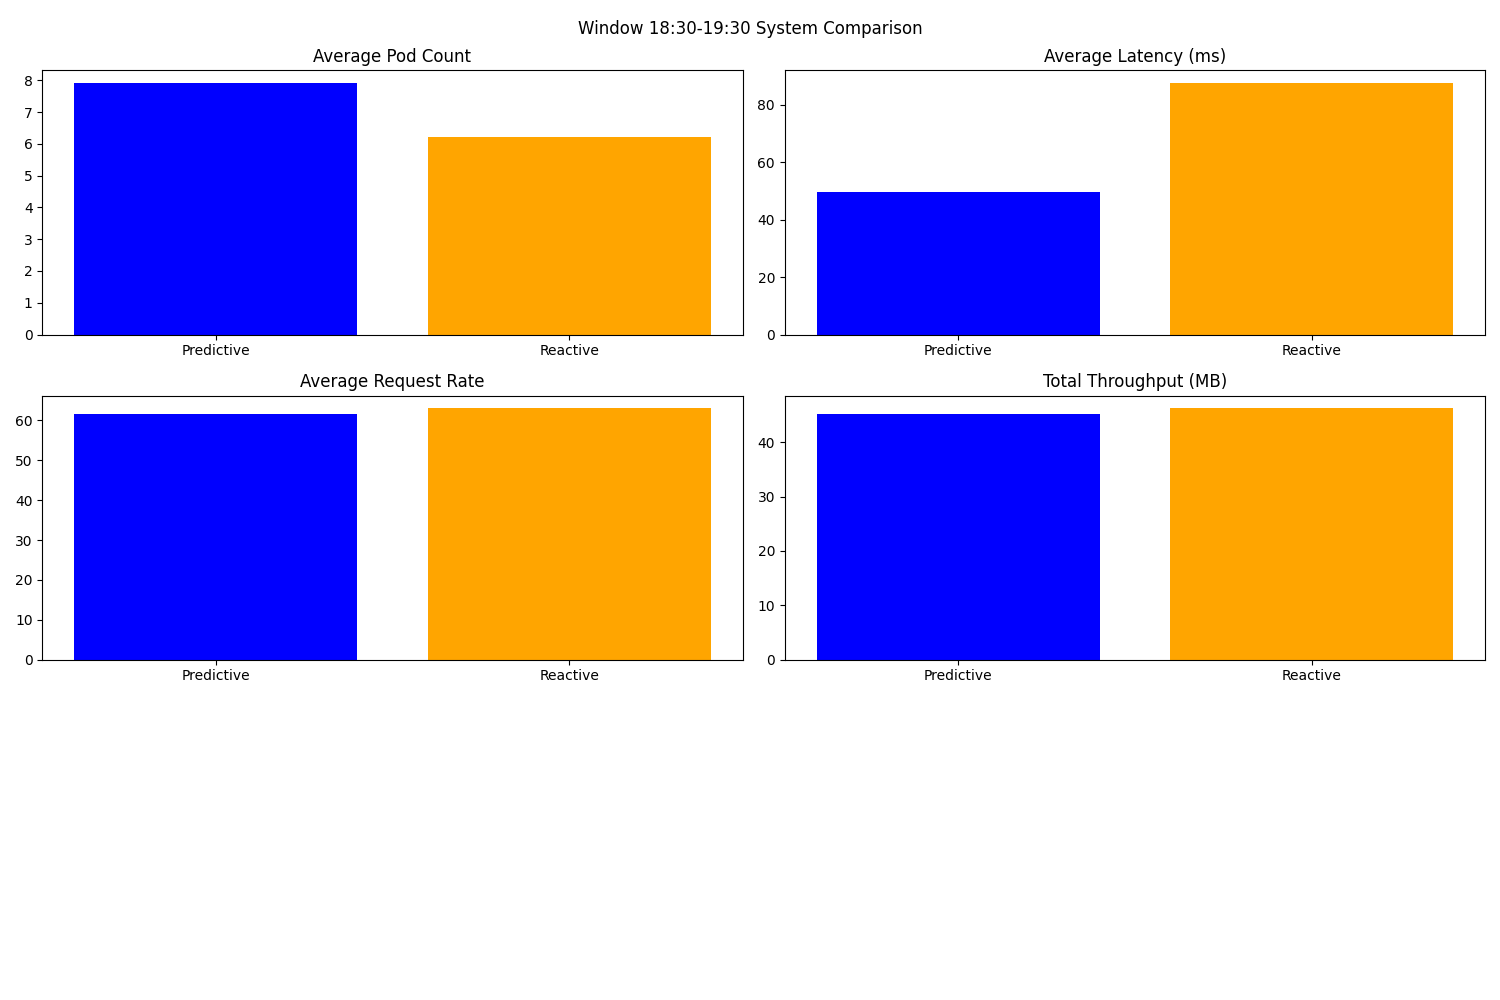 Window 18:30-19:30 System Comparison
Average Pod Count
8
7
6
5
4
3
2
1
0
Predictive Reactive
Average Latency (ms)
80
60
40
20
0
Predictive Reactive
Average Request Rate
60
50
40
30
20
10
0
Predictive Reactive
Total Throughput (MB)
40
30
20
10
0
Predictive Reactive